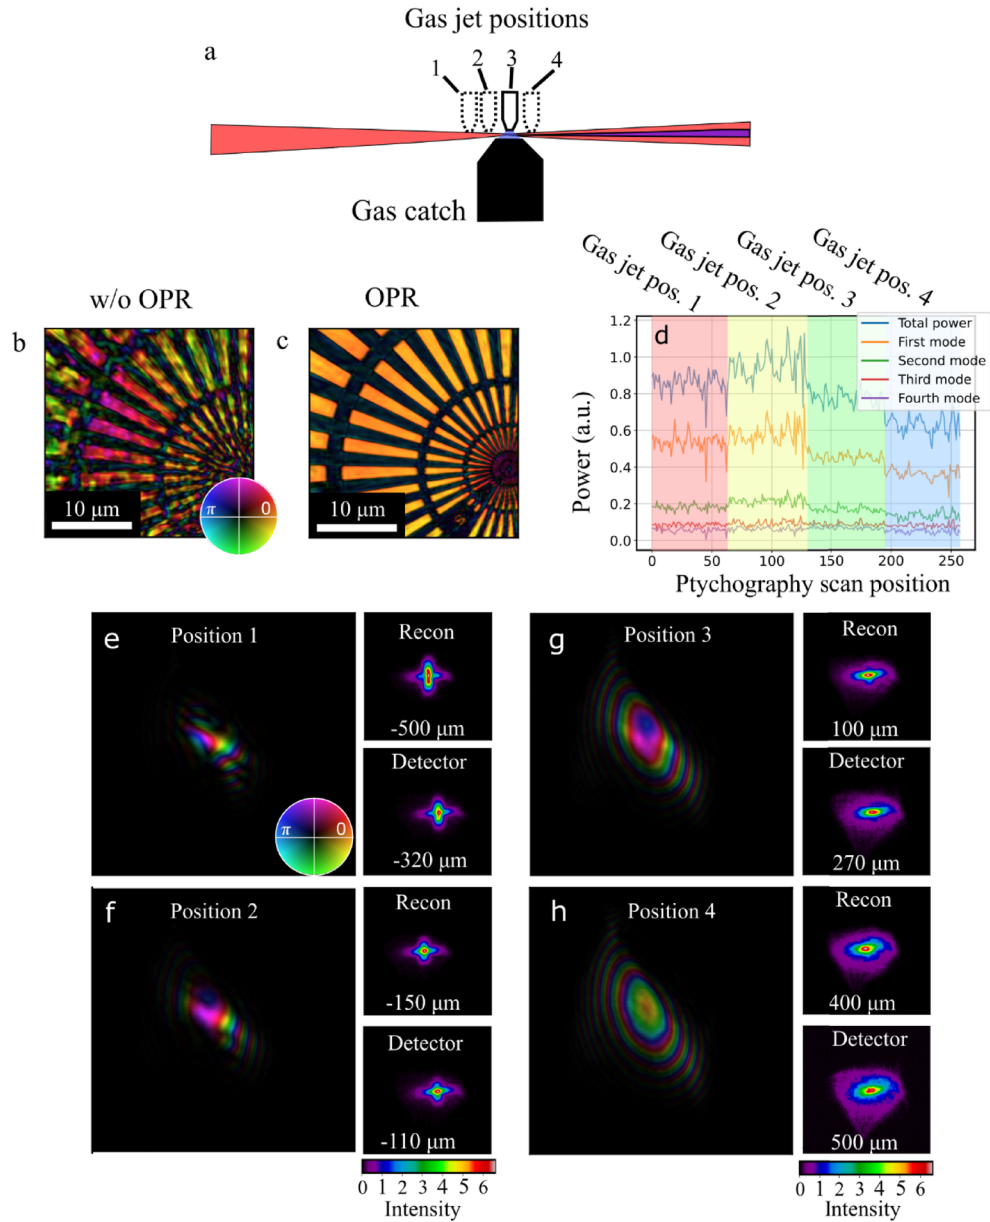 Gas jet positions
a
1
2
3
4
Gas catch
w/o OPR
OPR
b
c
10 μm
π
0
10 μm
Gas jet pos. 1
Gas jet pos. 2
Gas jet pos. 3
Gas jet pos. 4
d
Total power
First mode
Second mode
Third mode
Fourth mode
1.2
1.0
0.8
0.6
0.4
0.2
0.0
Power (a.u.)
0 50 100 150 200 250
Ptychography scan position
e
Position 1
π
0
Recon
-500 μm
Detector
-320 μm
g
Position 3
Recon
100 μm
Detector
270 μm
f
Position 2
Recon
-150 μm
Detector
-110 μm
h
Position 4
Recon
400 μm
Detector
500 μm
0 1 2 3 4 5 6
Intensity
0 1 2 3 4 5 6
Intensity